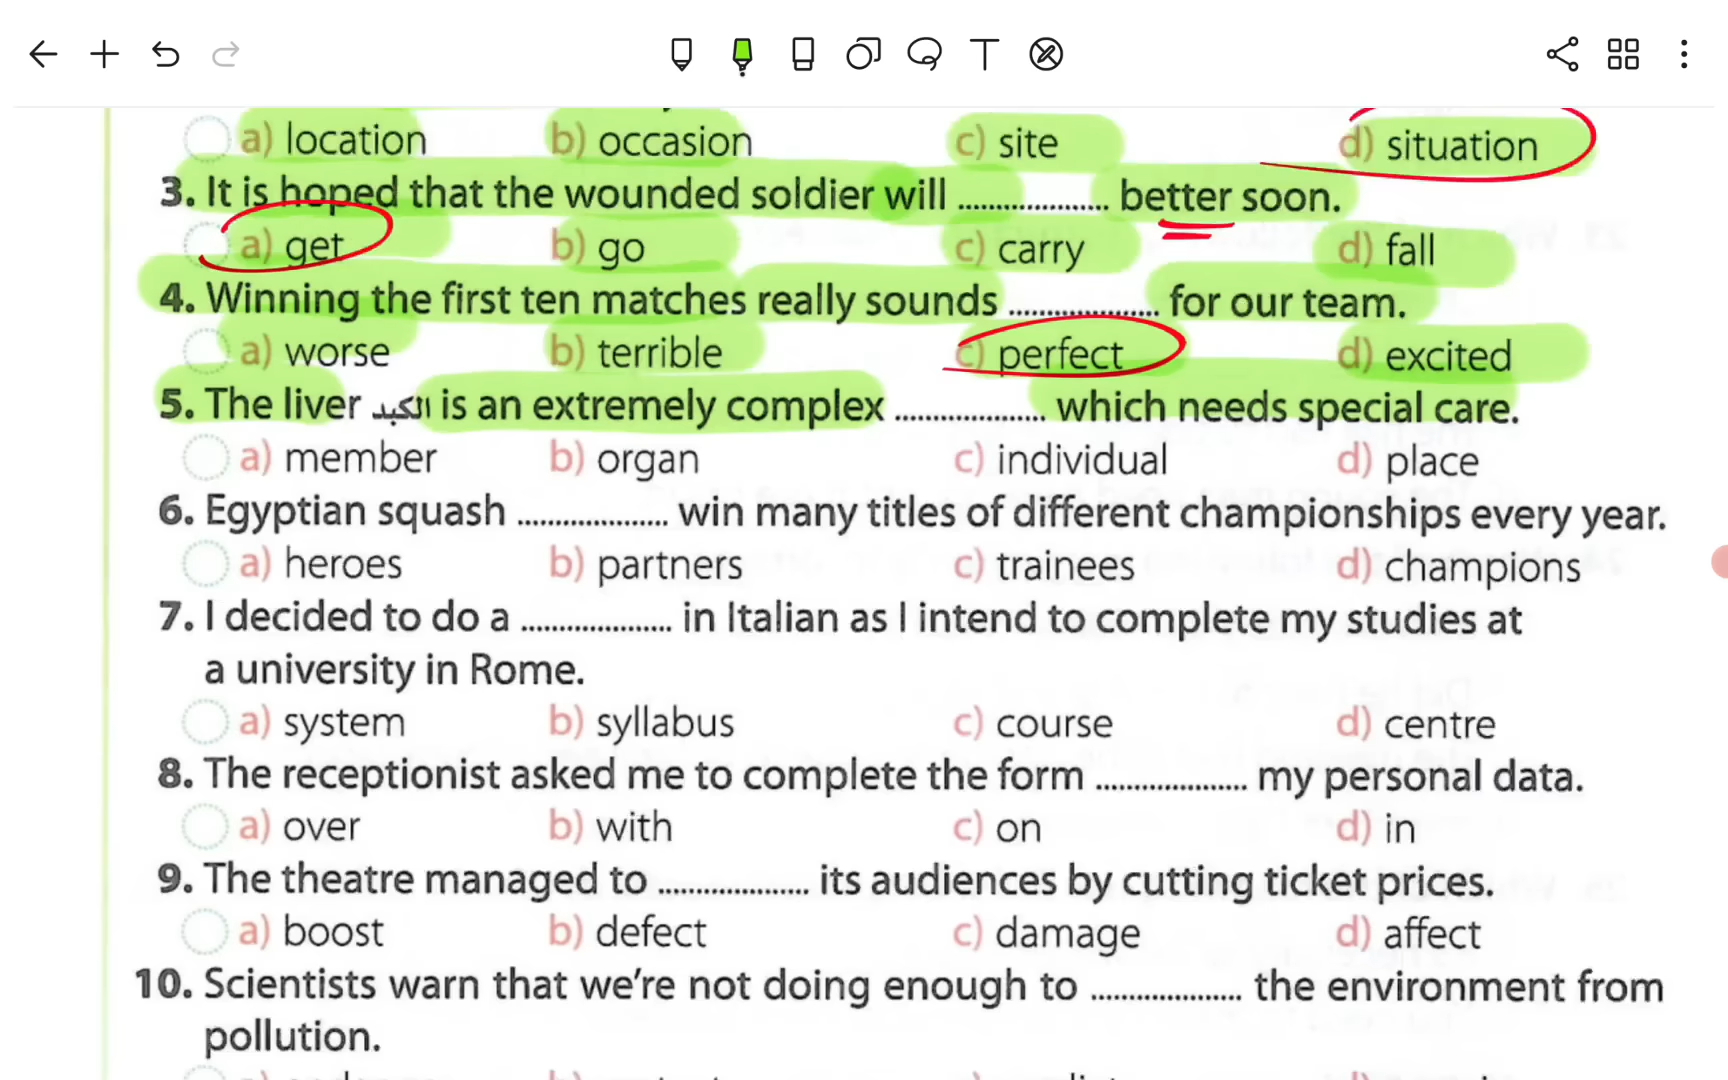 a) location b) occasion c) site d) situation
3. It is hoped that the wounded soldier will .................... better soon.
a) get b) go c) carry d) fall
4. Winning the first ten matches really sounds .................... for our team.
a) worse b) terrible c) perfect d) excited
5. The liver الكبد is an extremely complex .................... which needs special care.
a) member b) organ c) individual d) place
6. Egyptian squash .................... win many titles of different championships every year.
a) heroes b) partners c) trainees d) champions
7. I decided to do a .................... in Italian as I intend to complete my studies at
a university in Rome.
a) system b) syllabus c) course d) centre
8. The receptionist asked me to complete the form .................... my personal data.
a) over b) with c) on d) in
9. The theatre managed to .................... its audiences by cutting ticket prices.
a) boost b) defect c) damage d) affect
10. Scientists warn that we're not doing enough to .................... the environment from
pollution.